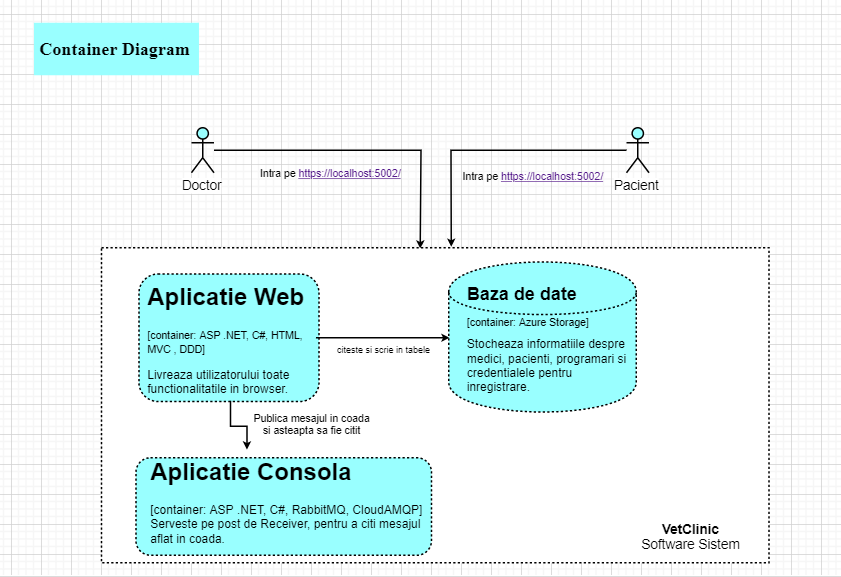 Container Diagram
Doctor
Intra pe https://localhost:5002/
Intra pe https://localhost:5002/
Pacient
Aplicatie Web
[container: ASP .NET, C#, HTML,
MVC , DDD]
Livreaza utilizatorului toate
functionalitatile in browser.
citeste si scrie in tabele
Baza de date
[container: Azure Storage]
Stocheaza informatiile despre
medici, pacienti, programari si
credentialele pentru
inregistrare.
Publica mesajul in coada
si asteapta sa fie citit
Aplicatie Consola
[container: ASP .NET, C#, RabbitMQ, CloudAMQP]
Serveste pe post de Receiver, pentru a citi mesajul
aflat in coada.
VetClinic
Software Sistem